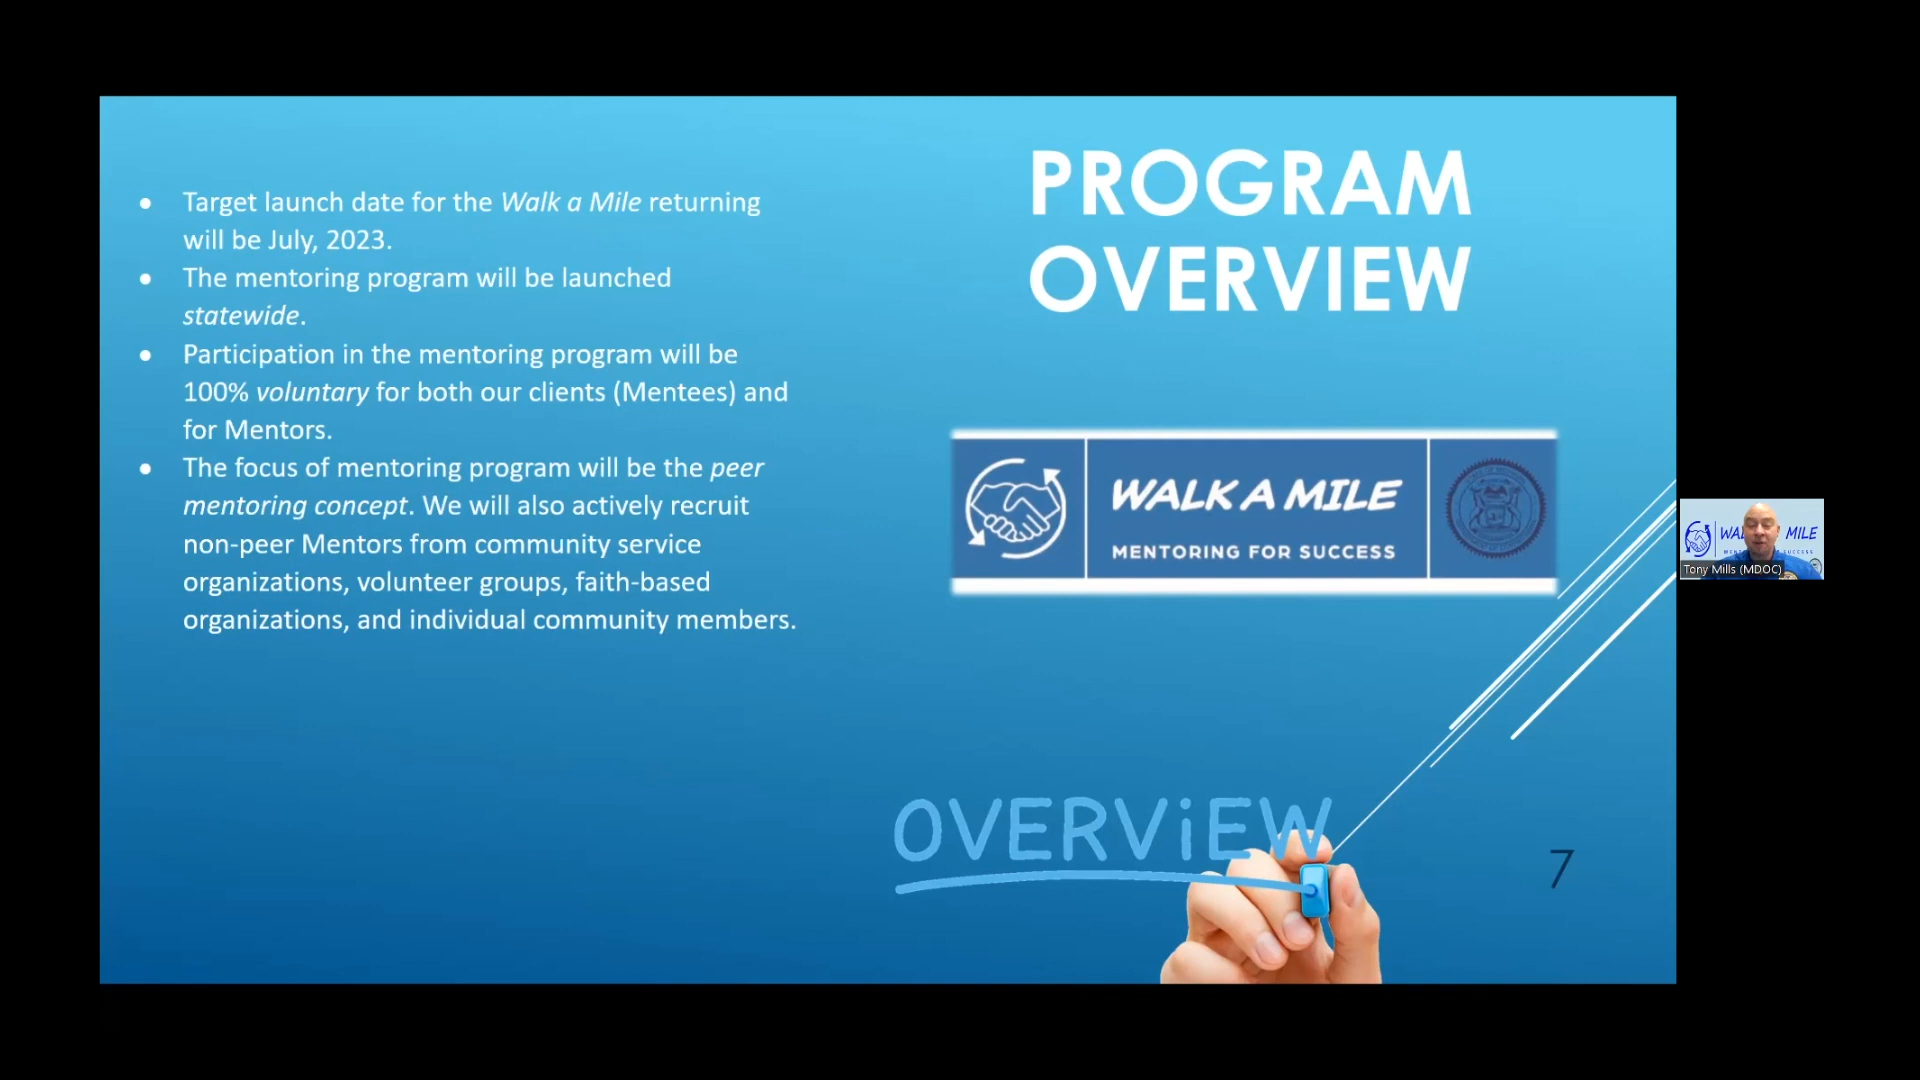 PROGRAM
OVERVIEW
• Target launch date for the Walk a Mile returning
will be July, 2023.
• The mentoring program will be launched
statewide.
• Participation in the mentoring program will be
100% voluntary for both our clients (Mentees) and
for Mentors.
• The focus of mentoring program will be the peer
mentoring concept. We will also actively recruit
non-peer Mentors from community service
organizations, volunteer groups, faith-based
organizations, and individual community members.
WALK A MILE
MENTORING FOR SUCCESS
OVERViEW
7
MILE
SUCCESS
Tony Mills (MDOC)